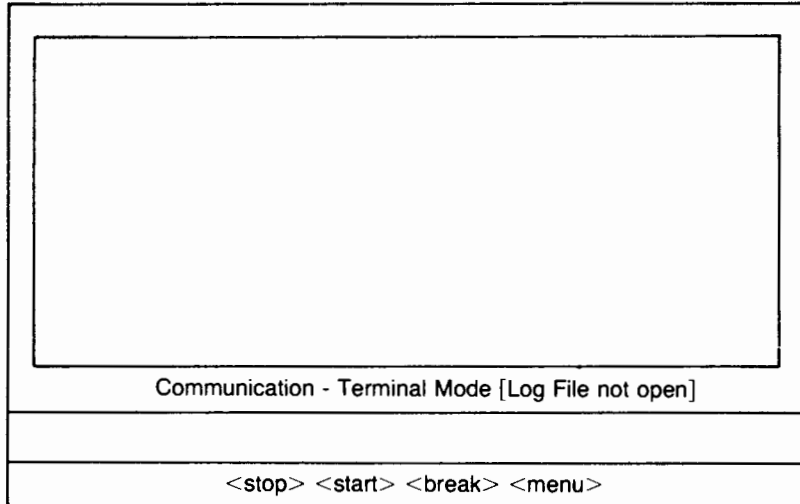 Communication - Terminal Mode [Log File not open]
<stop> <start> <break> <menu>